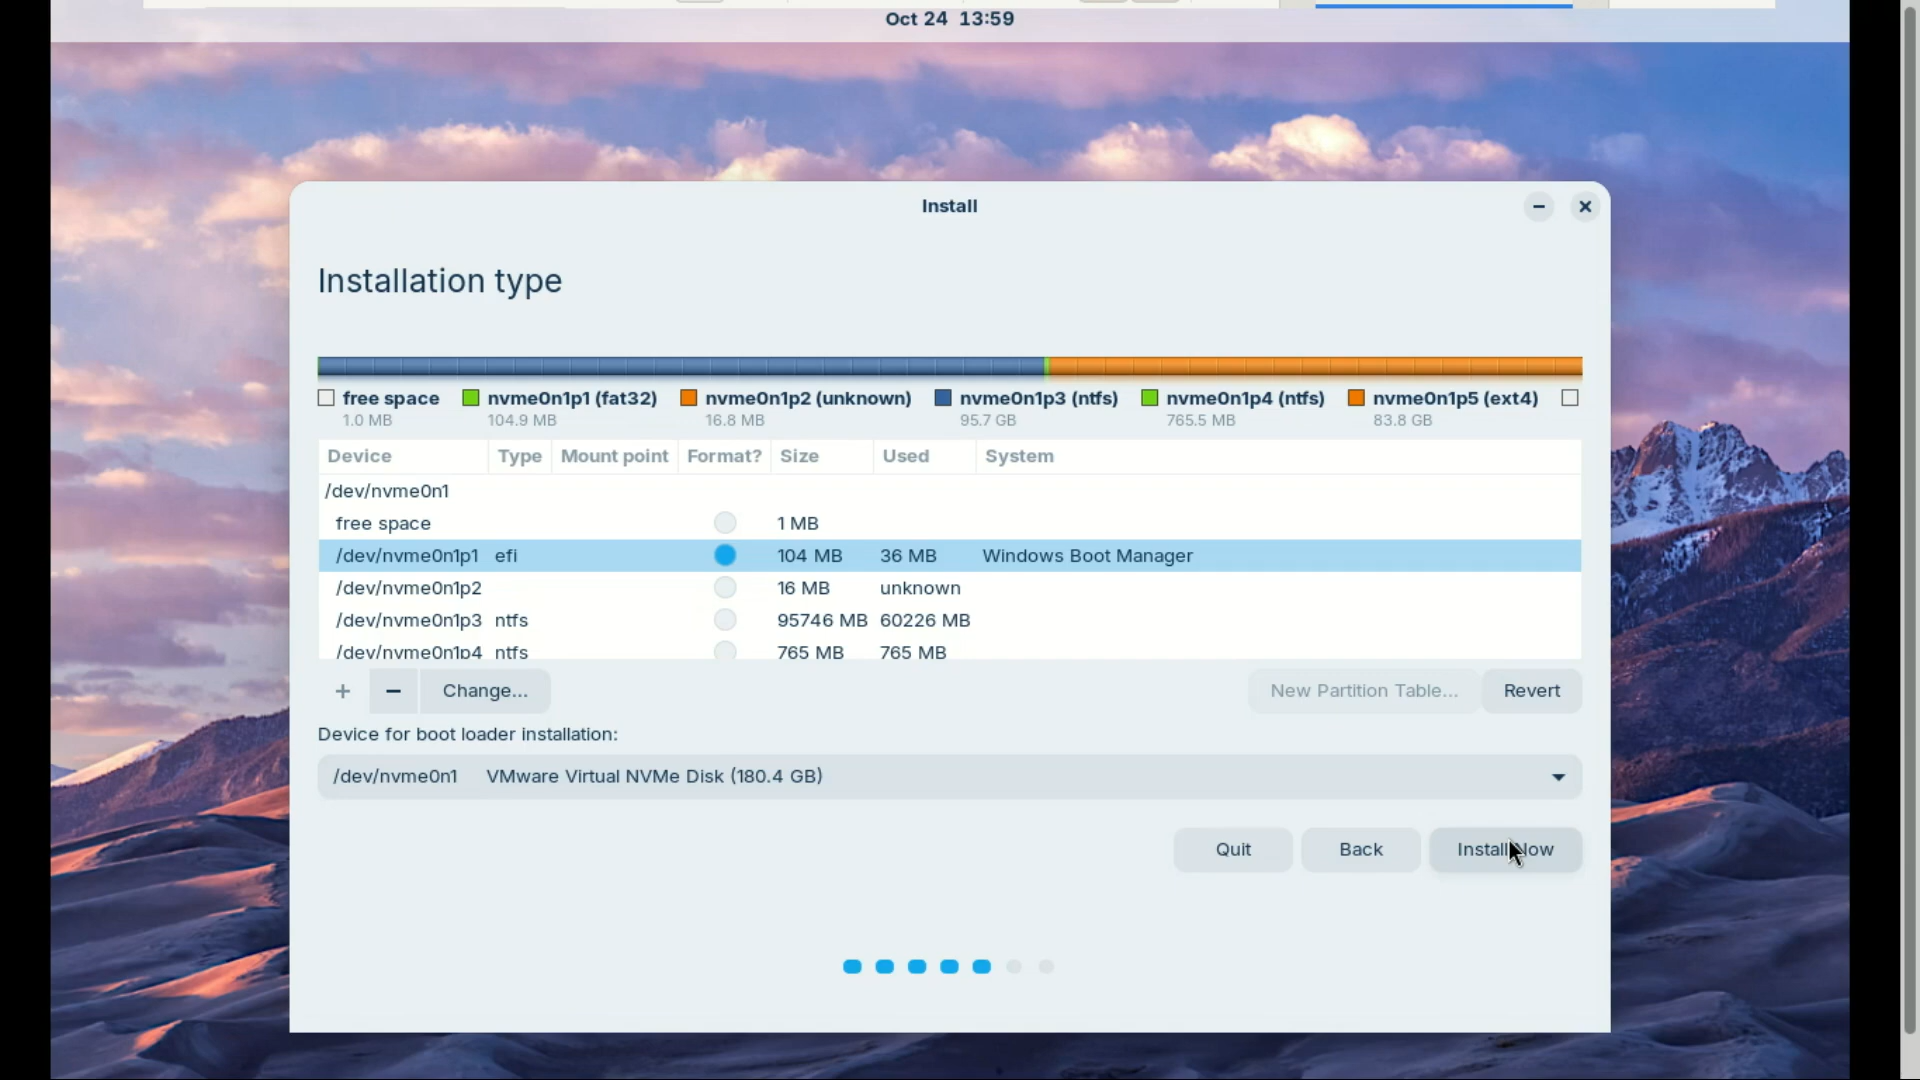 Oct 24 13:59
Install
Installation type
free space nvme0n1p1 (fat32) nvme0n1p2 (unknown) nvme0n1p3 (ntfs) nvme0n1p4 (ntfs) nvme0n1p5 (ext4)
1.0 MB 104.9 MB 16.8 MB 95.7 GB 765.5 MB 83.8 GB
Device Type Mount point Format? Size Used System
/dev/nvme0n1
free space 1 MB
/dev/nvme0n1p1 efi 104 MB 36 MB Windows Boot Manager
/dev/nvme0n1p2 16 MB unknown
/dev/nvme0n1p3 ntfs 95746 MB 60226 MB
/dev/nvme0n1p4 ntfs 765 MB 765 MB
+ − Change... New Partition Table... Revert
Device for boot loader installation:
/dev/nvme0n1 VMware Virtual NVMe Disk (180.4 GB)
Quit Back Install Now